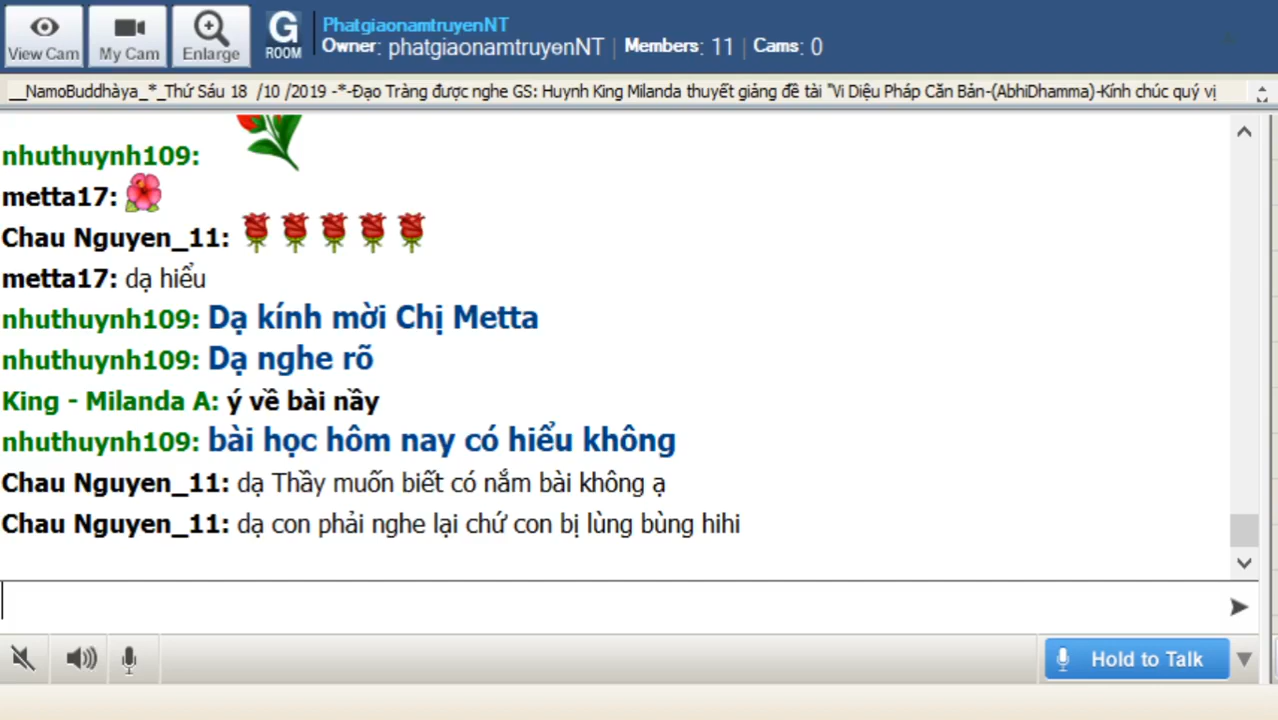 View Cam
My Cam
Enlarge
G
ROOM
PhatgiaonamtruyenNT
Owner: phatgiaonamtruyenNT | Members: 11 | Cams: 0
__NamoBuddhàya_*_Thứ Sáu 18 /10 /2019 -*-Đạo Tràng được nghe GS: Huynh King Milanda thuyết giảng đề tài "Vi Diệu Pháp Căn Bản-(AbhiDhamma)-Kính chúc quý vị
nhuthuynh109:
metta17:
Chau Nguyen_11:
metta17: dạ hiểu
nhuthuynh109: Dạ kính mời Chị Metta
nhuthuynh109: Dạ nghe rõ
King - Milanda A: ý về bài nầy
nhuthuynh109: bài học hôm nay có hiểu không
Chau Nguyen_11: dạ Thầy muốn biết có nắm bài không ạ
Chau Nguyen_11: dạ con phải nghe lại chứ con bị lùng bùng hihi
Hold to Talk